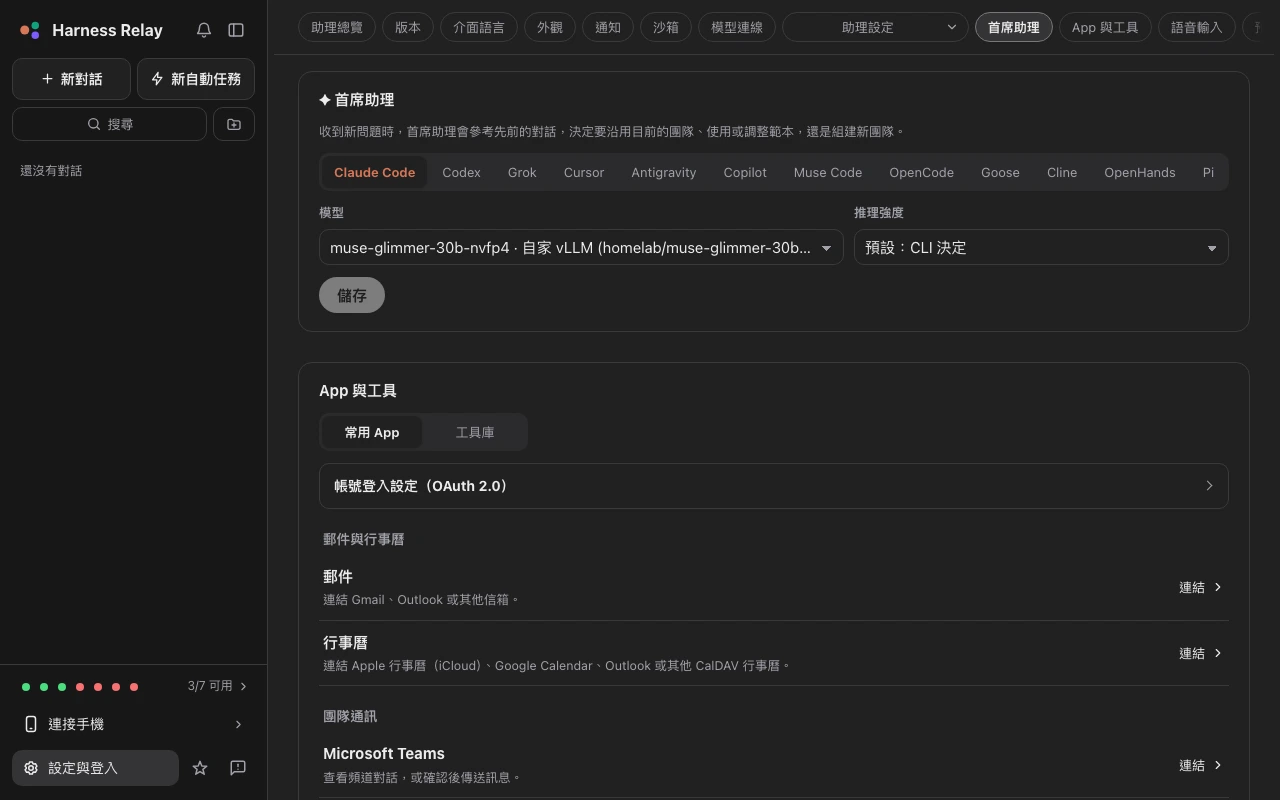 Harness Relay
新對話
新自動任務
搜尋
還沒有對話
3/7 可用
連接手機
設定與登入
助理總覽
版本
介面語言
外觀
通知
沙箱
模型連線
助理設定
首席助理
App 與工具
語音輸入
首席助理
收到新問題時，首席助理會參考先前的對話，決定要沿用目前的團隊、使用或調整範本，還是組建新團隊。
Claude Code
Codex
Grok
Cursor
Antigravity
Copilot
Muse Code
OpenCode
Goose
Cline
OpenHands
Pi
模型
推理強度
muse-glimmer-30b-nvfp4 · 自家 vLLM (homelab/muse-glimmer-30b...
預設：CLI 決定
儲存
App 與工具
常用 App
工具庫
帳號登入設定（OAuth 2.0）
郵件與行事曆
郵件
連結 Gmail、Outlook 或其他信箱。
連結
行事曆
連結 Apple 行事曆（iCloud）、Google Calendar、Outlook 或其他 CalDAV 行事曆。
連結
團隊通訊
Microsoft Teams
查看頻道對話，或確認後傳送訊息。
連結